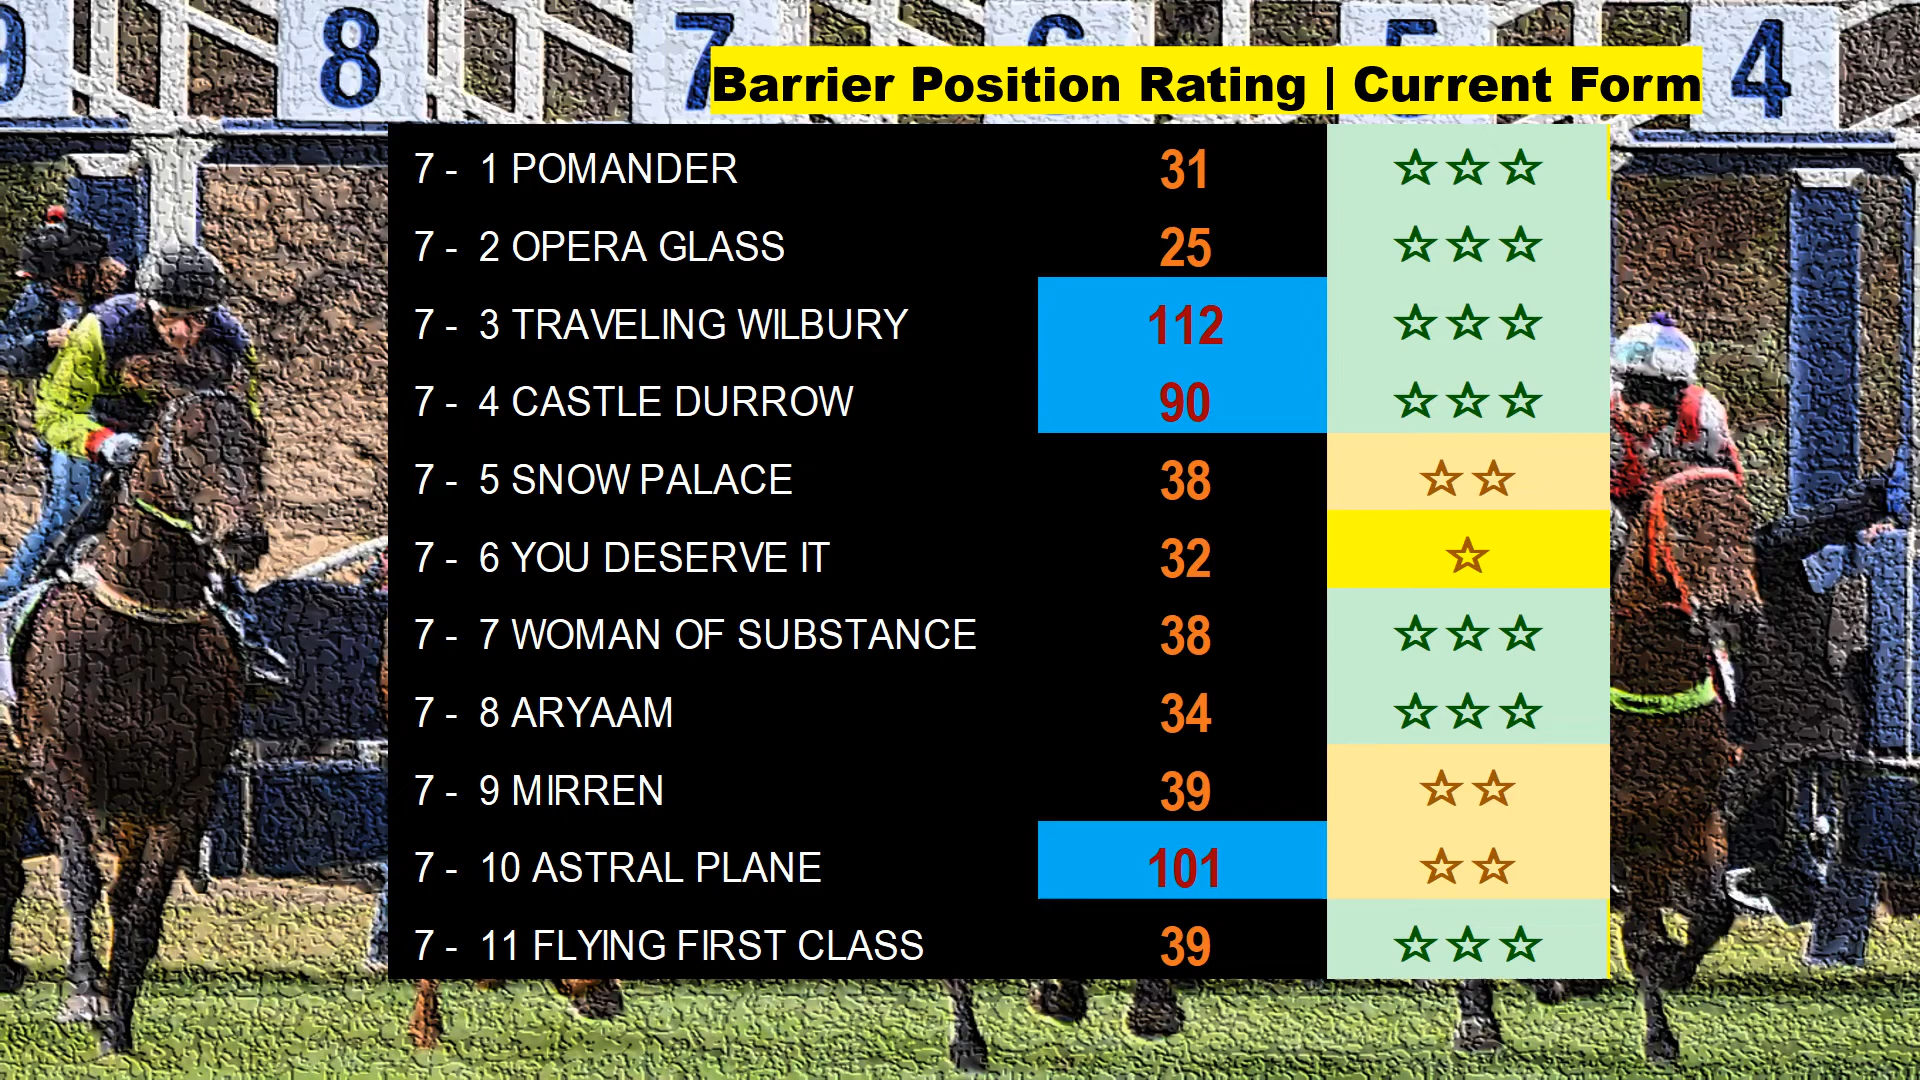 9 8 7 6 5 4
Barrier Position Rating | Current Form
7 - 1 POMANDER 31 ☆☆☆
7 - 2 OPERA GLASS 25 ☆☆☆
7 - 3 TRAVELING WILBURY 112 ☆☆☆
7 - 4 CASTLE DURROW 90 ☆☆☆
7 - 5 SNOW PALACE 38 ☆☆
7 - 6 YOU DESERVE IT 32 ☆
7 - 7 WOMAN OF SUBSTANCE 38 ☆☆☆
7 - 8 ARYAAM 34 ☆☆☆
7 - 9 MIRREN 39 ☆☆
7 - 10 ASTRAL PLANE 101 ☆☆
7 - 11 FLYING FIRST CLASS 39 ☆☆☆